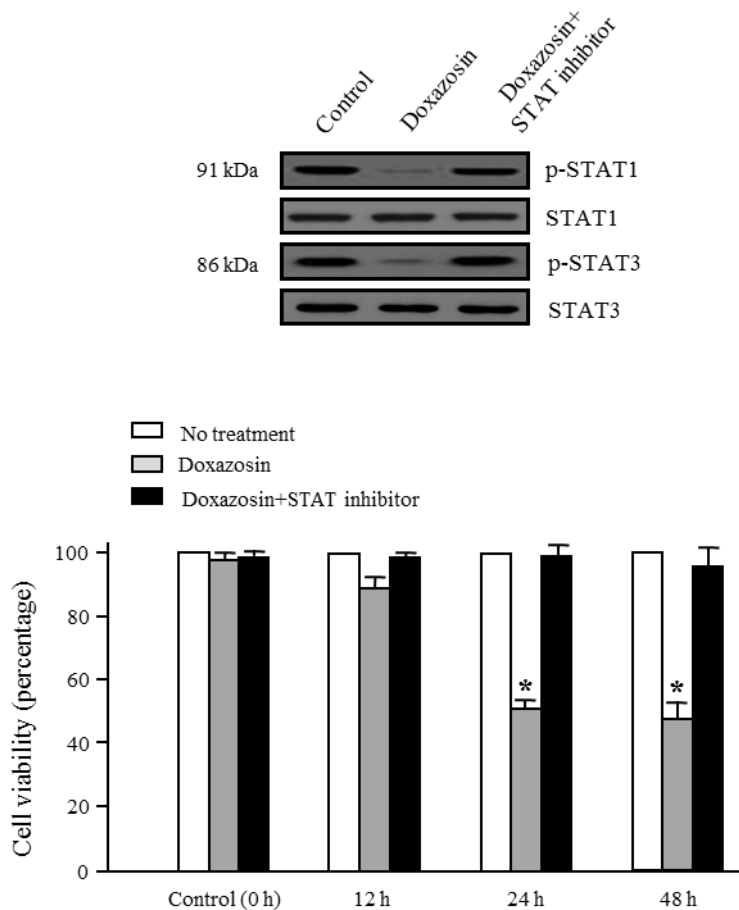 Control
Doxazosin
Doxazosin+
STAT inhibitor
91 kDa
p-STAT1
STAT1
86 kDa
p-STAT3
STAT3
No treatment
Doxazosin
Doxazosin+STAT inhibitor
Cell viability (percentage)
100
80
60
40
20
0
*
*
Control (0 h)
12 h
24 h
48 h